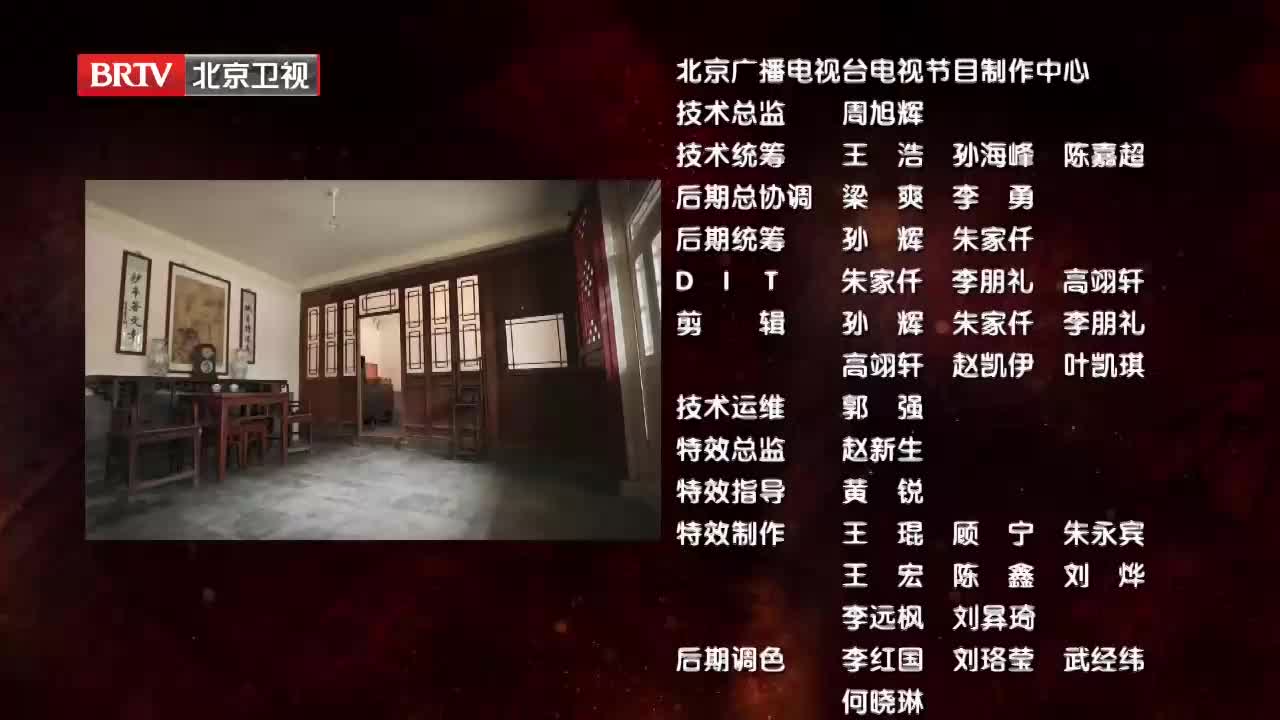 BRTV 北京卫视
北京广播电视台电视节目制作中心
技术总监 周旭辉
技术统筹 王 浩 孙海峰 陈嘉超
后期总协调 梁 爽 李 勇
后期统筹 孙 辉 朱家仟
D I T 朱家仟 李朋礼 高翊轩
剪 辑 孙 辉 朱家仟 李朋礼
高翊轩 赵凯伊 叶凯琪
技术运维 郭 强
特效总监 赵新生
特效指导 黄 锐
特效制作 王 琨 顾 宁 朱永宾
王 宏 陈 鑫 刘 烨
李远枫 刘昇琦
后期调色 李红国 刘珞莹 武经纬
何晓琳